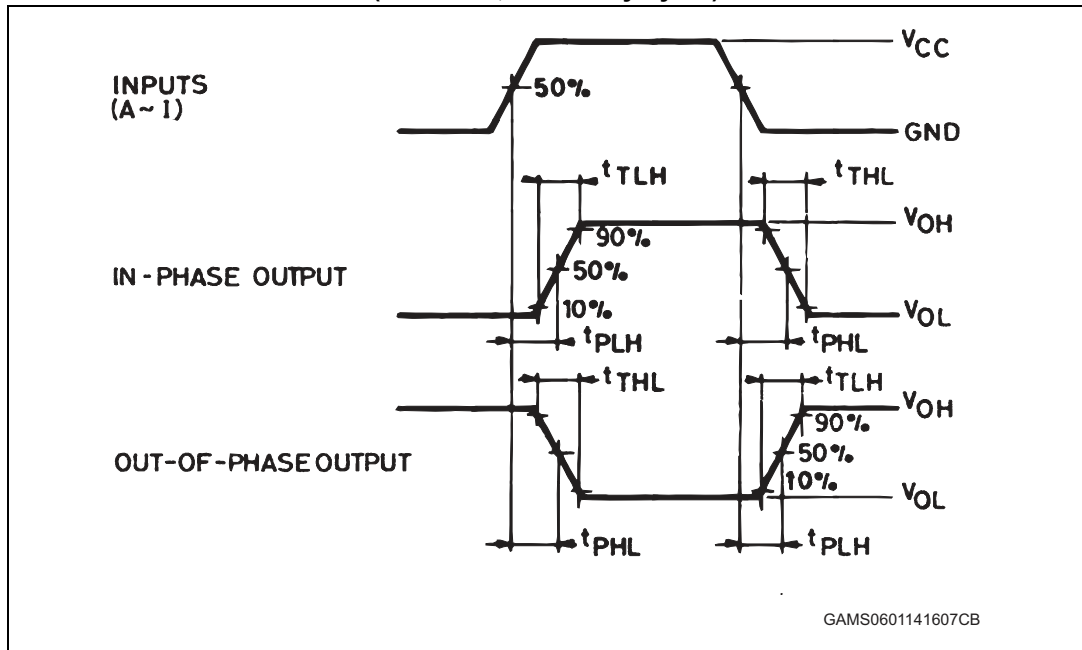 VCC
INPUTS
(A~I)
50%
GND
tTLH
tTHL
VOH
90%
IN-PHASE OUTPUT
50%
10%
VOL
tPLH
tPHL
tTHL
tTLH
VOH
90%
OUT-OF-PHASE OUTPUT
50%
10%
VOL
tPHL
tPLH
GAMS0601141607CB